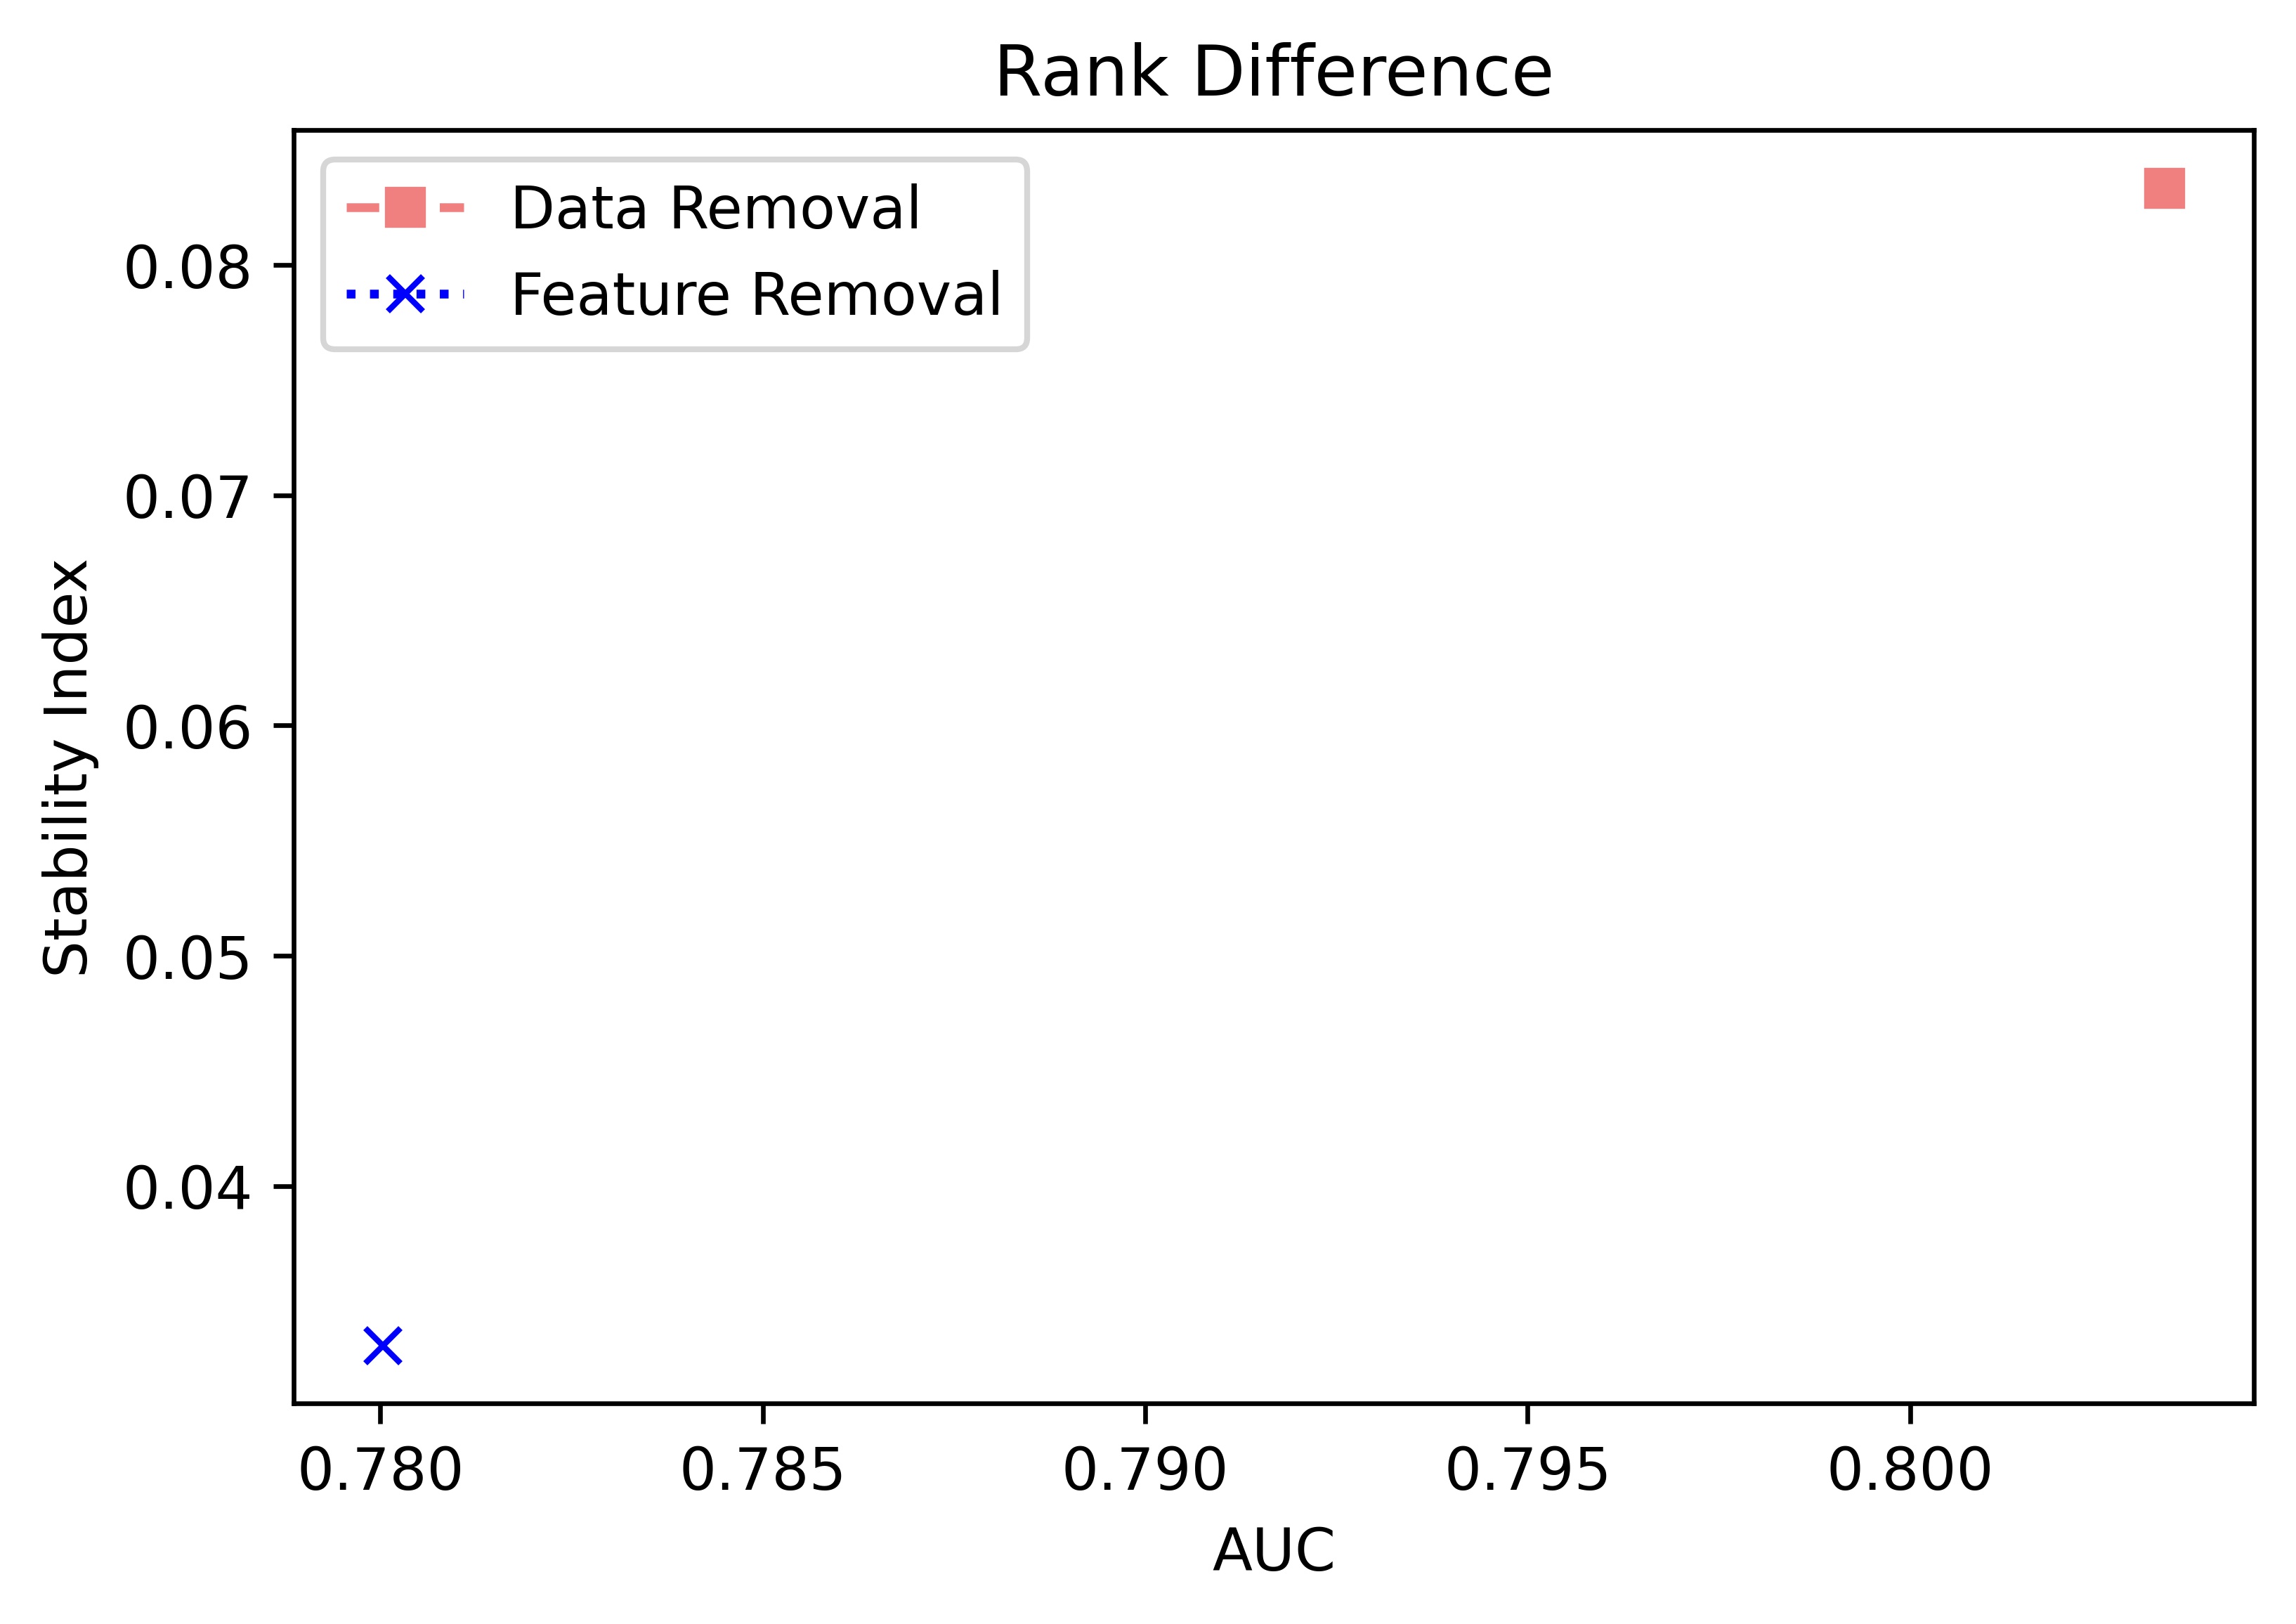 Rank Difference
Data Removal
Feature Removal
0.08
0.07
0.06
0.05
0.04
Stability Index
0.780 0.785 0.790 0.795 0.800
AUC